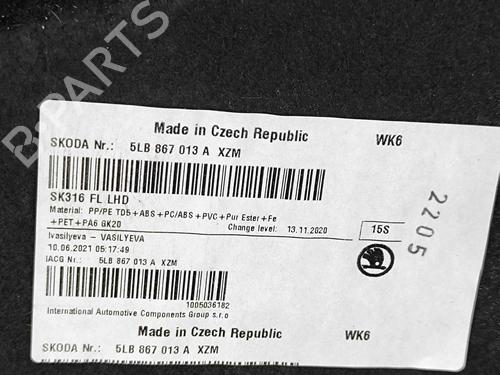 B-PARTS
Made in Czech Republic WK6
SKODA Nr.: 5LB 867 013 A XZM
SK316 FL LHD
Material: PP/PE TD5+ABS+PC/ABS+PVC+Pur Ester+Fe
+PET+PA6 GK20 Change level: 13.11.2020 15S
Ivasilyeva - VASILYEVA
10.06.2021 05:17:49
IACG Nr.: 5LB 867 013 A XZM
1005036182
International Automotive Components Group s.r.o
2205
Made in Czech Republic WK6
SKODA Nr.: 5LB 867 013 A XZM